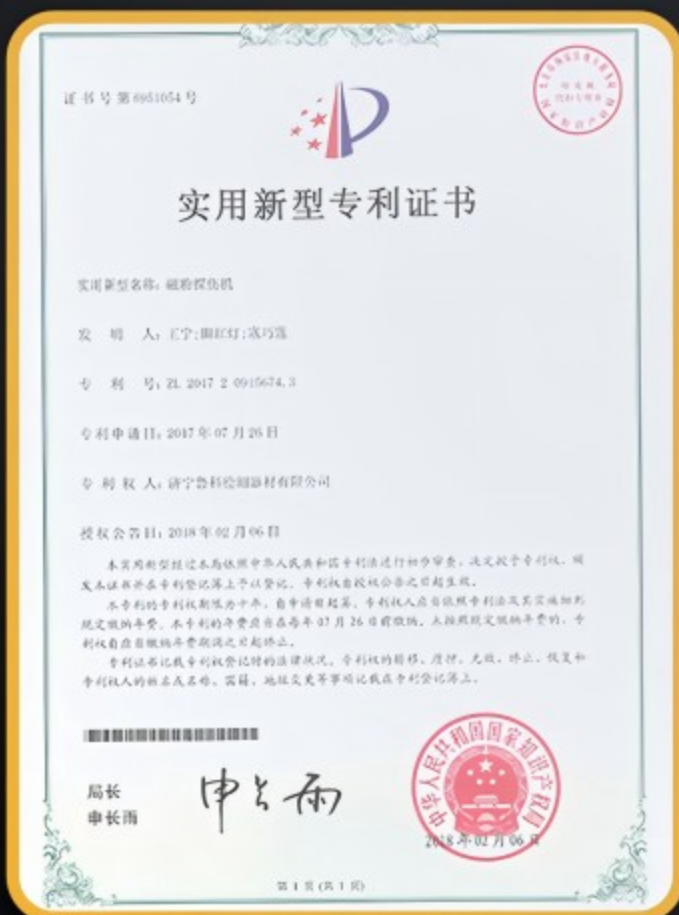 证书号第6951054号
实用新型专利证书
实用新型名称：磁粉探伤机
发 明 人：王宁
专 利 号：ZL 2017 2 0915674.3
专利申请日：2017年07月26日
专 利 权 人：济宁鲁科检测器材有限公司
授权公告日：2018年02月06日
本实用新型经过本局依照中华人民共和国专利法进行初步审查，决定授予专利权，颁
发本证书并在专利登记簿上予以登记。专利权自授权公告之日起生效。
本专利的专利权期限为十年，自申请日起算。专利权人应当依照专利法及其实施细则
规定缴纳年费。本专利的年费应当在每年07月26日前缴纳。未按照规定缴纳年费的，专
利权自应当缴纳年费期满之日起终止。
专利证书记载专利权登记时的法律状况。专利权的转移、质押、无效、终止、恢复和
专利权人的姓名或名称、国籍、地址变更等事项记载在专利登记簿上。
局长
申长雨
申长雨
中华人民共和国国家知识产权局
2018年02月06日
第1页(共1页)